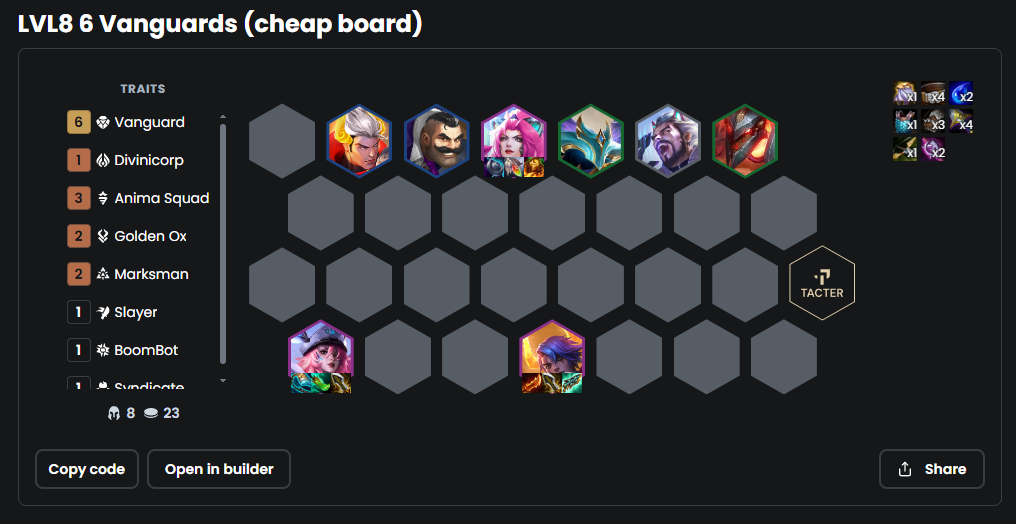 LVL8 6 Vanguards (cheap board)
TRAITS
6 Vanguard
1 Divinicorp
3 Anima Squad
2 Golden Ox
2 Marksman
1 Slayer
1 BoomBot
1 Syndicate
8 23
x1 x4 x2
x1 x3 x4
x1 x2
TACTER
Copy code
Open in builder
Share